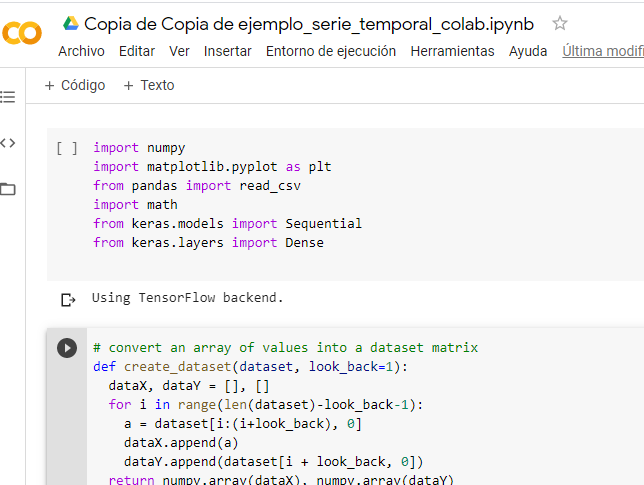 Copia de Copia de ejemplo_serie_temporal_colab.ipynb
Archivo Editar Ver Insertar Entorno de ejecución Herramientas Ayuda Última modifi
+ Código + Texto
[ ] import numpy
import matplotlib.pyplot as plt
from pandas import read_csv
import math
from keras.models import Sequential
from keras.layers import Dense
Using TensorFlow backend.
# convert an array of values into a dataset matrix
def create_dataset(dataset, look_back=1):
  dataX, dataY = [], []
  for i in range(len(dataset)-look_back-1):
    a = dataset[i:(i+look_back), 0]
    dataX.append(a)
    dataY.append(dataset[i + look_back, 0])
  return numpy.array(dataX), numpy.array(dataY)